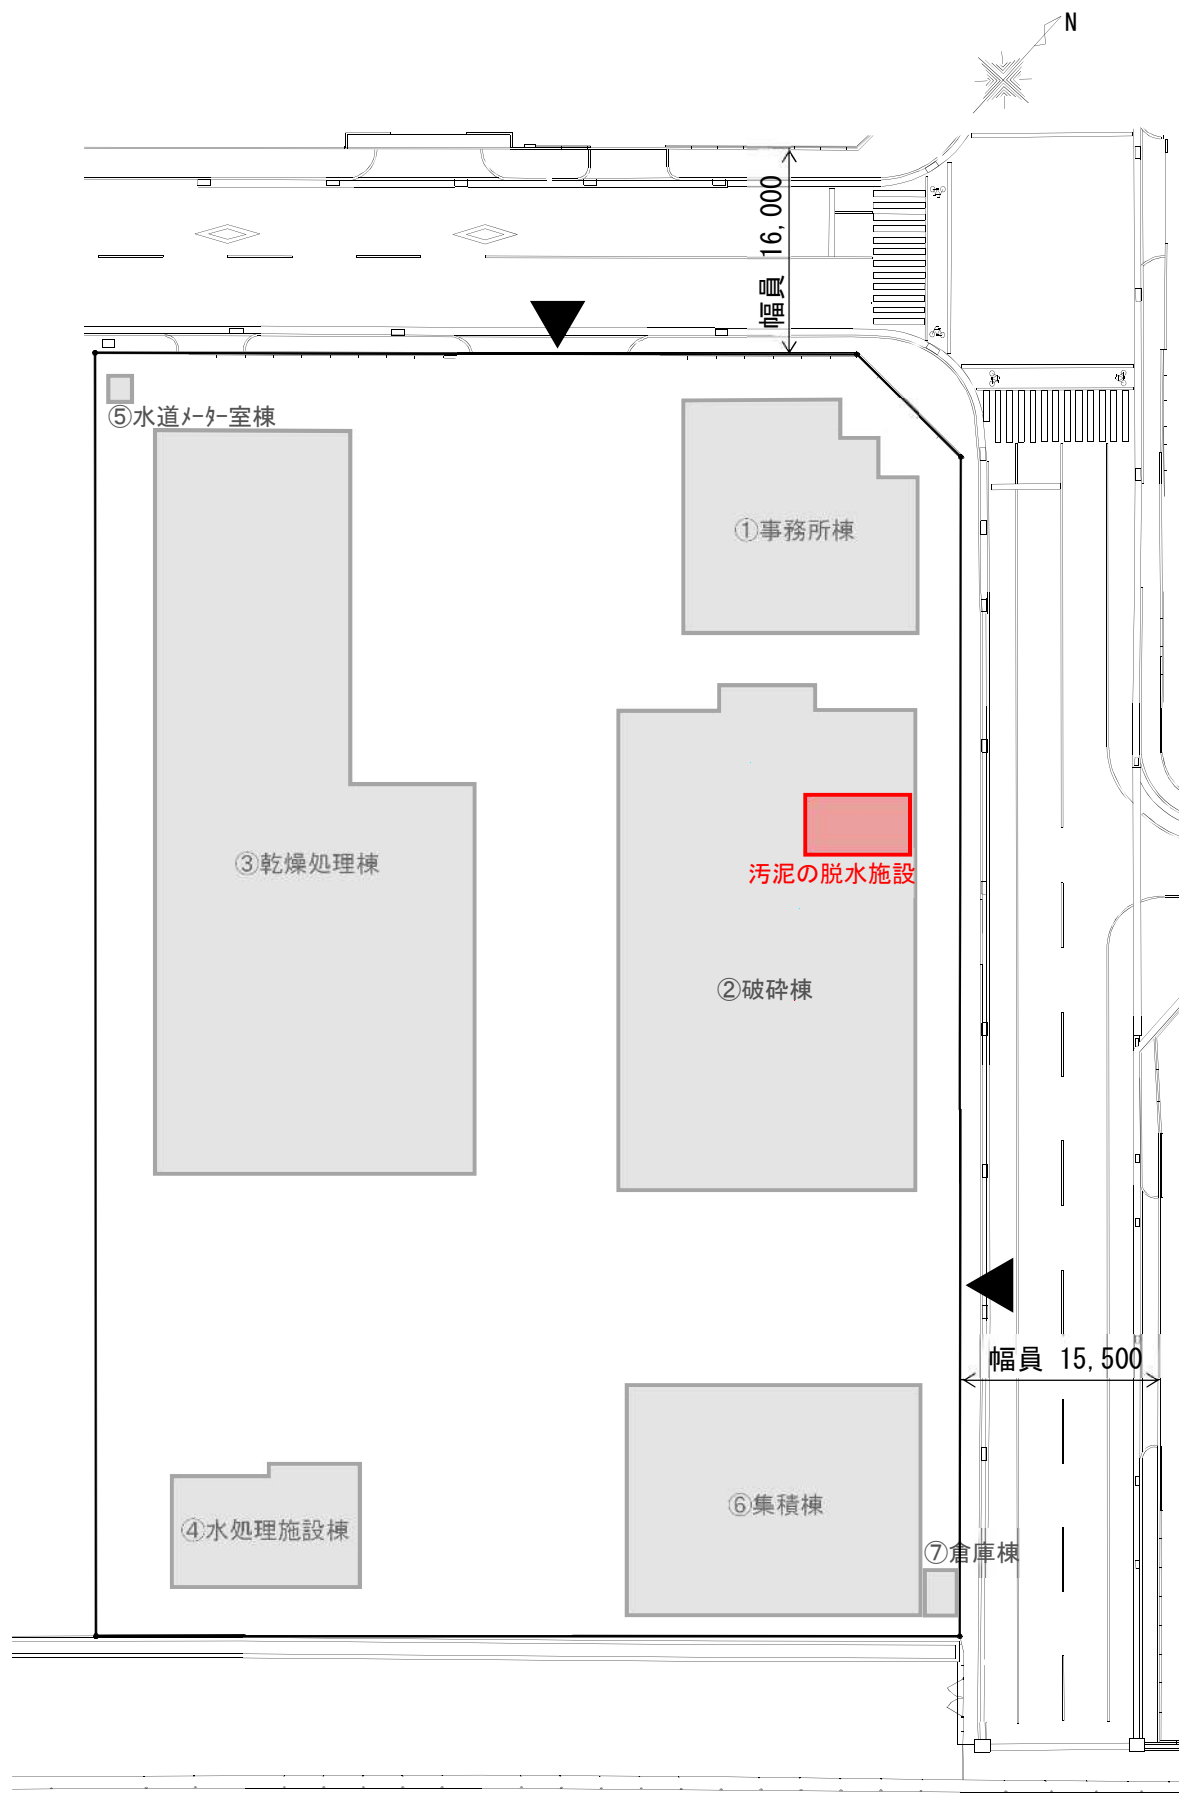 N
幅員 16,000
⑤水道ﾒｰﾀｰ室棟
①事務所棟
③乾燥処理棟
汚泥の脱水施設
②破砕棟
幅員 15,500
⑥集積棟
④水処理施設棟
⑦倉庫棟